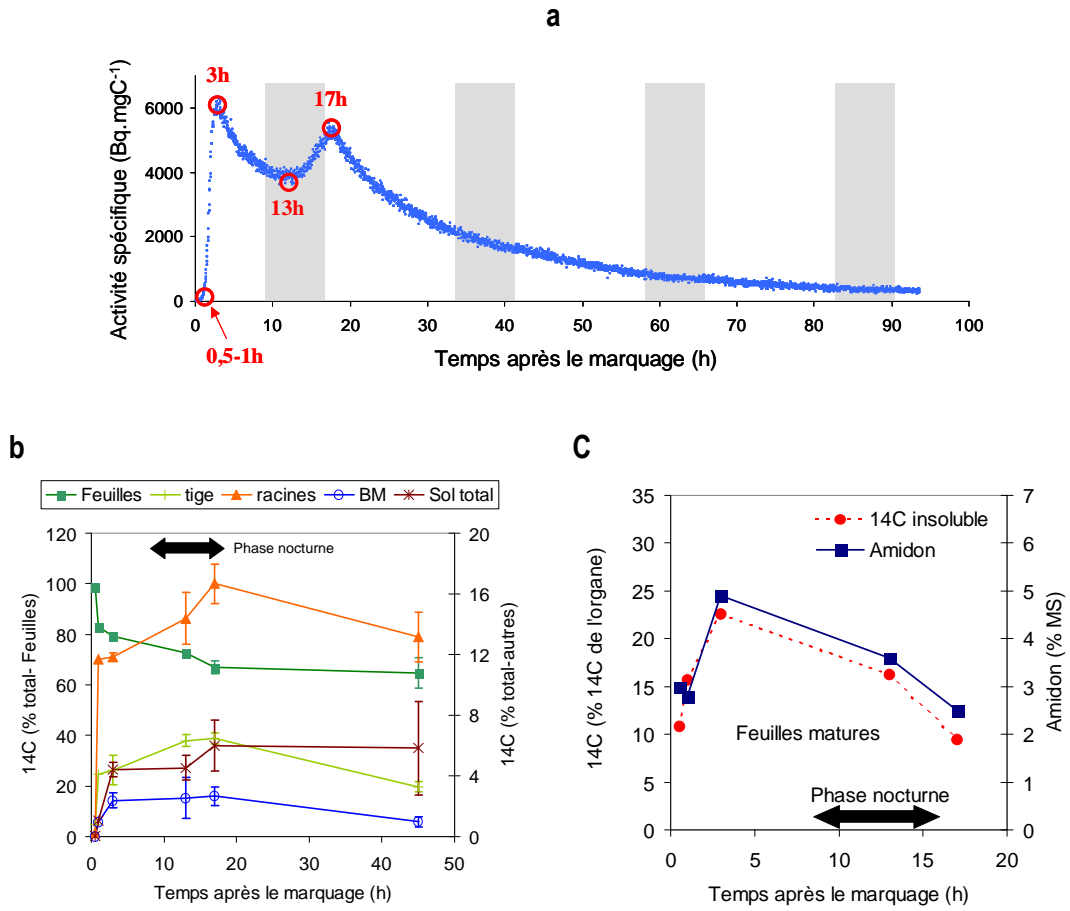 a
Activité spécifique (Bq.mgC-1)
6000
4000
2000
0
3h
17h
13h
0,5-1h
0 10 20 30 40 50 60 70 80 90 100
Temps après le marquage (h)
b
Feuilles tige racines BM Sol total
14C (% total- Feuilles)
120
100
80
60
40
20
0
Phase nocturne
20
16
12
8
4
0
14C (% total-autres)
0 10 20 30 40 50
Temps après le marquage (h)
C
14C (% 14C de l'organe)
35
30
25
20
15
10
5
0
14C insoluble
Amidon
Feuilles matures
Phase nocturne
7
6
5
4
3
2
1
0
Amidon (% MS)
0 5 10 15 20
Temps après le marquage (h)